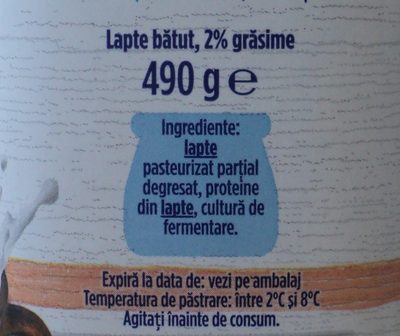 Lapte bătut, 2% grăsime
490 g ℮
Ingrediente:
lapte
pasteurizat parțial
degresat, proteine
din lapte, cultură de
fermentare.
Expiră la data de: vezi pe ambalaj
Temperatura de păstrare: între 2°C și 8°C
Agitați înainte de consum.